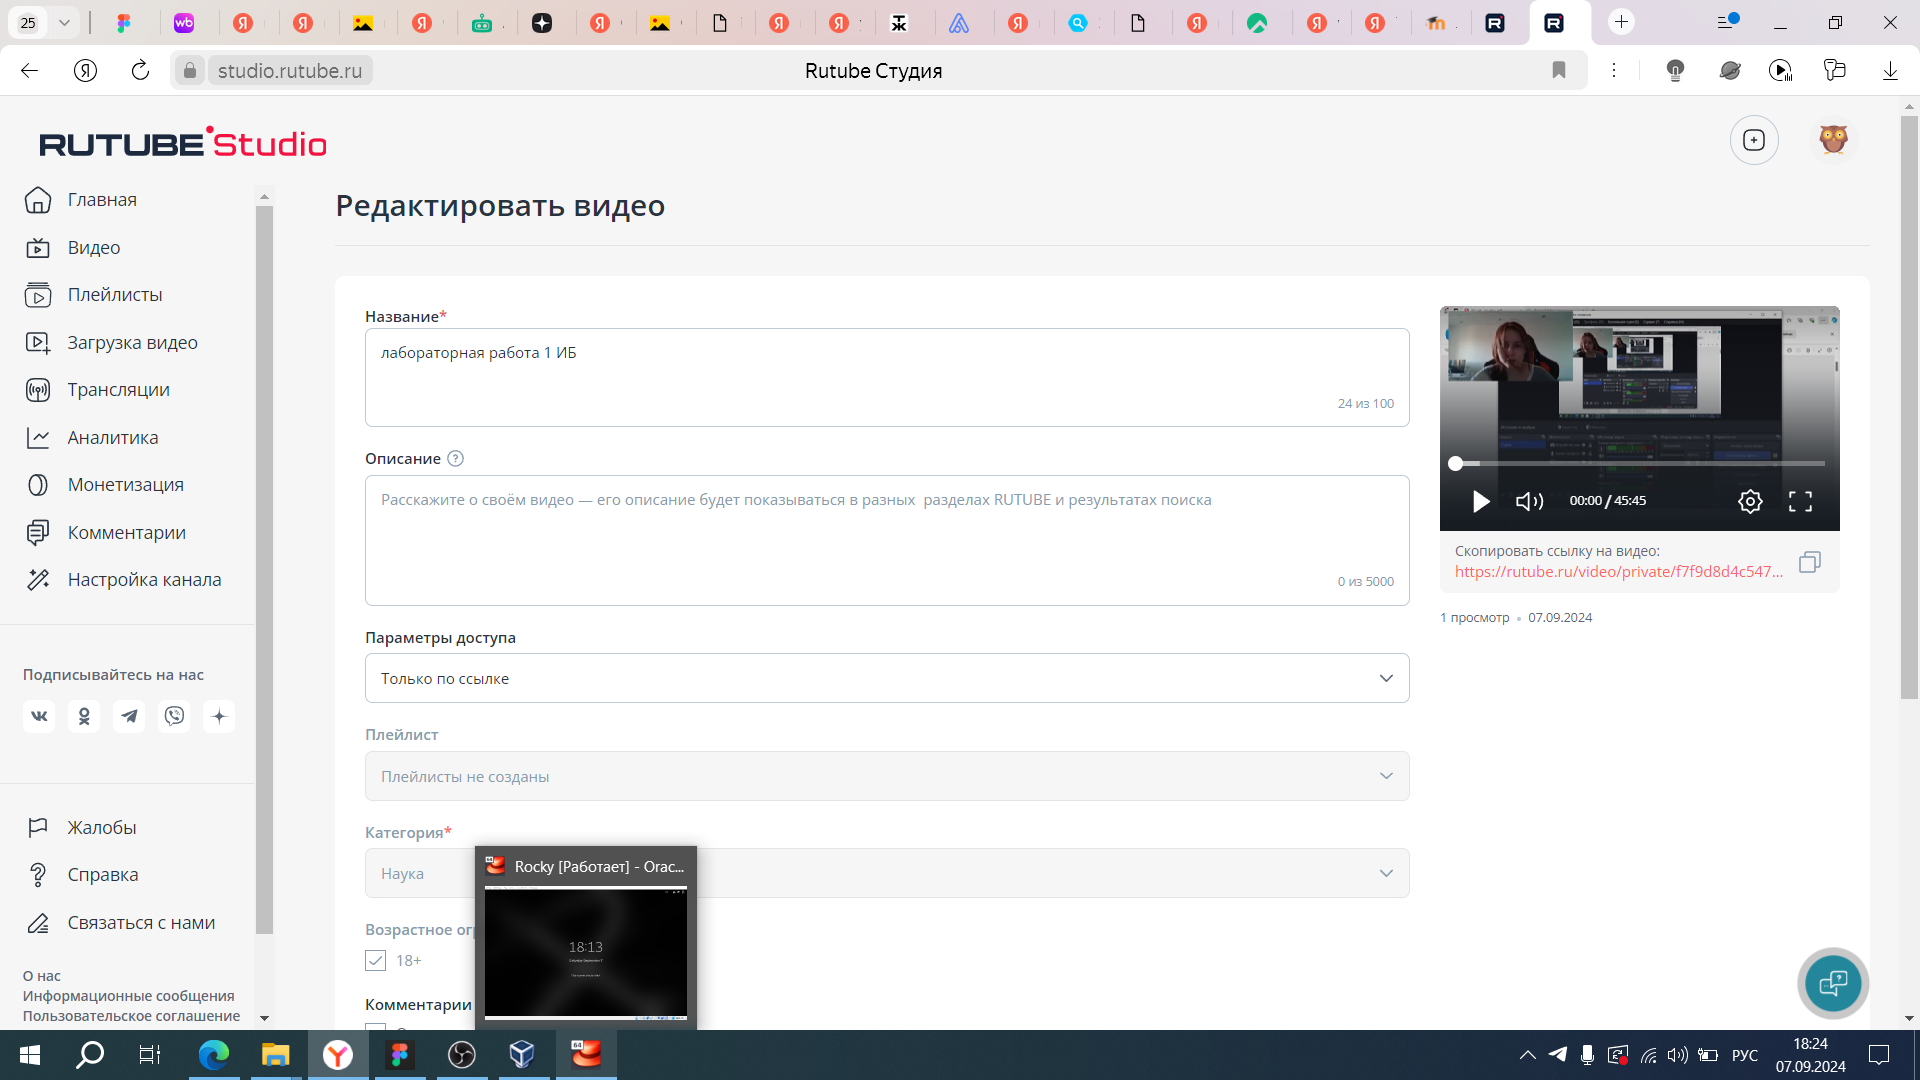 25
studio.rutube.ru
Rutube Студия
RUTUBE Studio
Главная
Видео
Плейлисты
Загрузка видео
Трансляции
Аналитика
Монетизация
Комментарии
Настройка канала
Подписывайтесь на нас
Жалобы
Справка
Связаться с нами
О нас
Информационные сообщения
Пользовательское соглашение
Редактировать видео
Название*
лабораторная работа 1 ИБ
24 из 100
Описание ?
Расскажите о своём видео — его описание будет показываться в разных разделах RUTUBE и результатах поиска
0 из 5000
Параметры доступа
Только по ссылке
Плейлист
Плейлисты не созданы
Категория*
Наука
Возрастное ог
18+
Комментарии
00:00 / 45:45
Скопировать ссылку на видео:
https://rutube.ru/video/private/f7f9d8d4c547...
1 просмотр • 07.09.2024
Rocky [Работает] - Orac...
18:13
РУС
18:24
07.09.2024